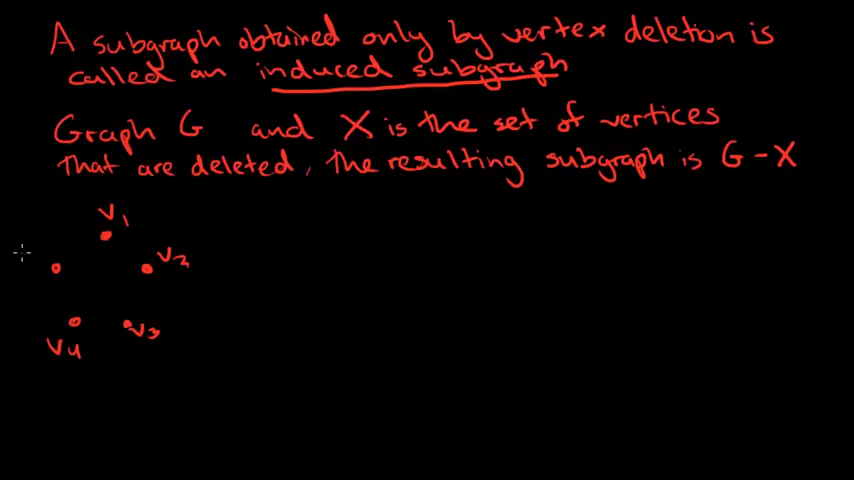 A subgraph obtained only by vertex deletion is
called an induced subgraph
Graph G and X is the set of vertices
that are deleted, the resulting subgraph is G - X
V1
V2
V3
V4